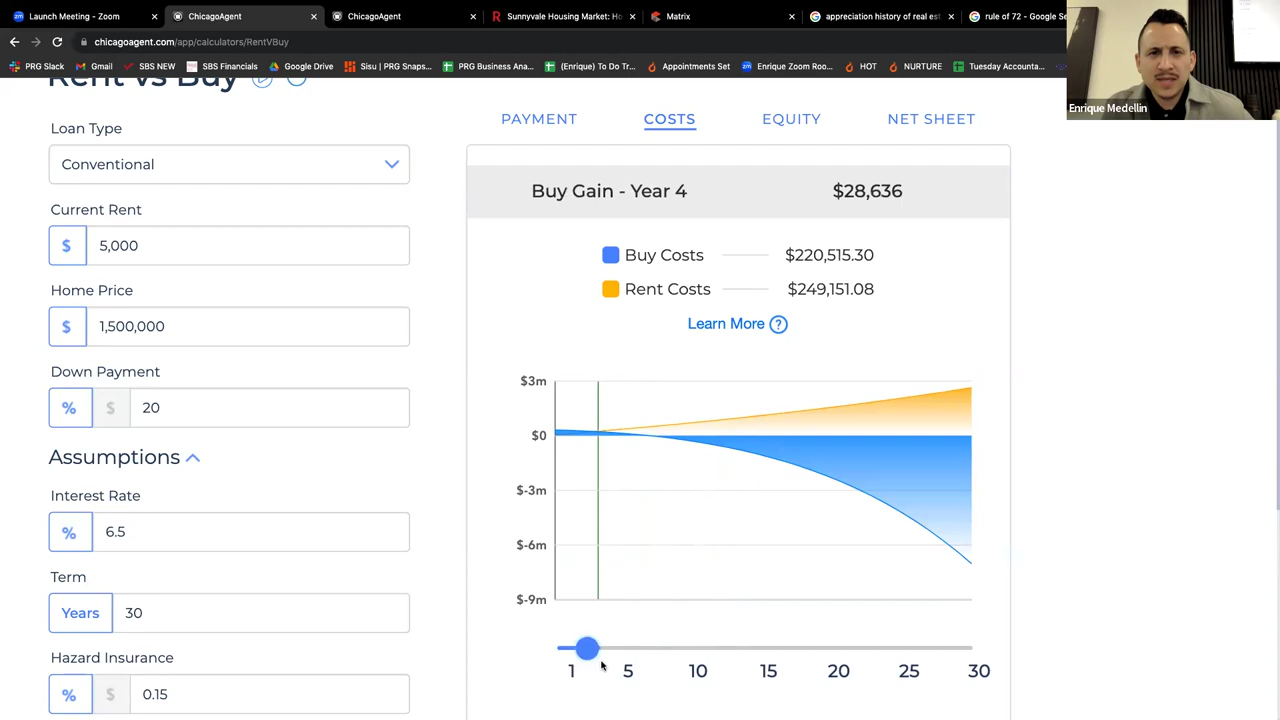 Launch Meeting - Zoom
ChicagoAgent
ChicagoAgent
Sunnyvale Housing Market: Ho
Matrix
appreciation history of real est
rule of 72 - Google Se
chicagoagent.com/app/calculators/RentVBuy
PRG Slack
Gmail
SBS NEW
SBS Financials
Google Drive
Sisu | PRG Snaps...
PRG Business Ana...
(Enrique) To Do Tr...
Appointments Set
Enrique Zoom Roo...
HOT
NURTURE
Tuesday Accounta...
Enrique Medellin
Rent vs Buy
Loan Type
Conventional
Current Rent
$ 5,000
Home Price
$ 1,500,000
Down Payment
% $ 20
Assumptions
Interest Rate
% 6.5
Term
Years 30
Hazard Insurance
% $ 0.15
PAYMENT COSTS EQUITY NET SHEET
Buy Gain - Year 4 $28,636
Buy Costs $220,515.30
Rent Costs $249,151.08
Learn More ?
$3m
$0
$-3m
$-6m
$-9m
1 5 10 15 20 25 30